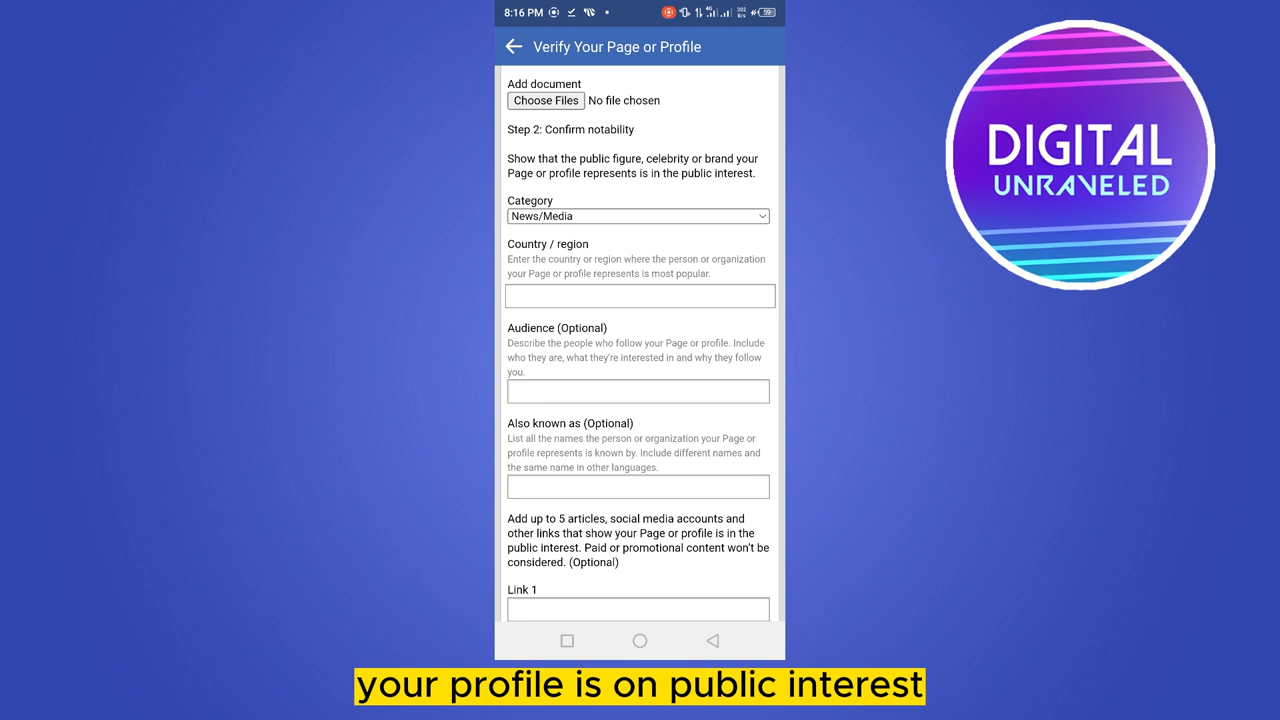 8:16 PM
4G
302
B/s
59
Verify Your Page or Profile
DIGITAL
UNRAVELED
Add document
Choose Files No file chosen
Step 2: Confirm notability
Show that the public figure, celebrity or brand your
Page or profile represents is in the public interest.
Category
News/Media
Country / region
Enter the country or region where the person or organization
your Page or profile represents is most popular.
Audience (Optional)
Describe the people who follow your Page or profile. Include
who they are, what they're interested in and why they follow
you.
Also known as (Optional)
List all the names the person or organization your Page or
profile represents is known by. Include different names and
the same name in other languages.
Add up to 5 articles, social media accounts and
other links that show your Page or profile is in the
public interest. Paid or promotional content won't be
considered. (Optional)
Link 1
your profile is on public interest